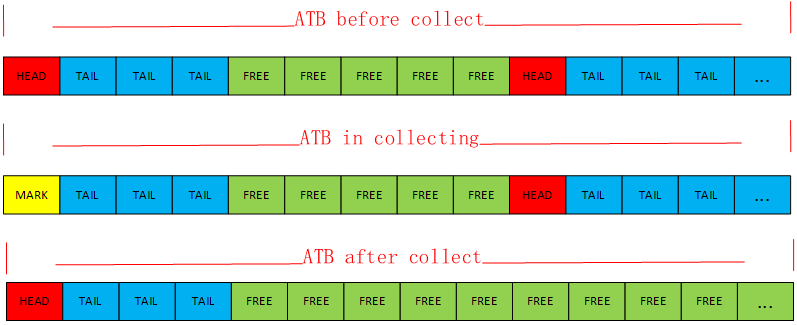 ATB before collect
HEAD TAIL TAIL TAIL FREE FREE FREE FREE FREE HEAD TAIL TAIL TAIL ...
ATB in collecting
MARK TAIL TAIL TAIL FREE FREE FREE FREE FREE HEAD TAIL TAIL TAIL ...
ATB after collect
HEAD TAIL TAIL TAIL FREE FREE FREE FREE FREE FREE FREE FREE FREE ...